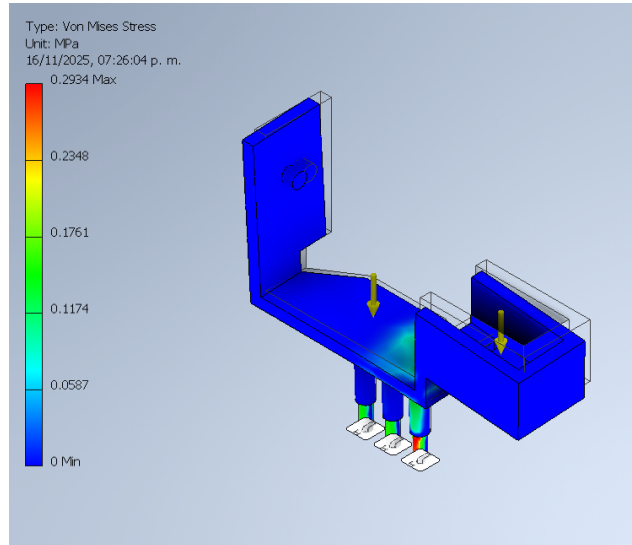 Type: Von Mises Stress
Unit: MPa
16/11/2025, 07:26:04 p. m.
0.2934 Max
0.2348
0.1761
0.1174
0.0587
0 Min